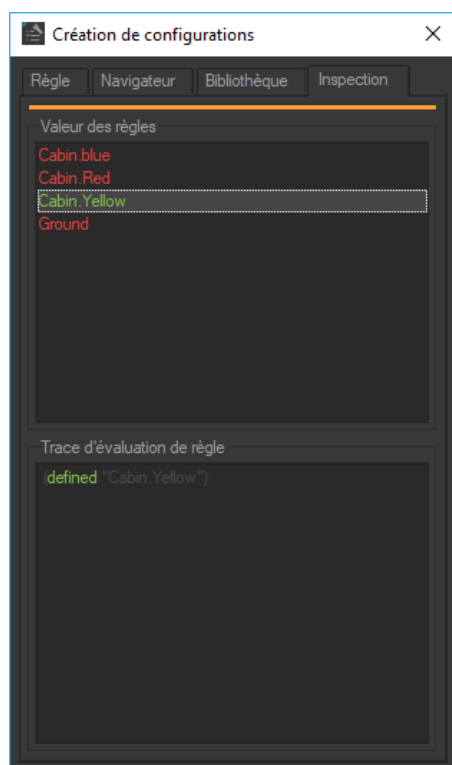 Création de configurations
Règle Navigateur Bibliothèque Inspection
Valeur des règles
Cabin.blue
Cabin.Red
Cabin.Yellow
Ground
Trace d'évaluation de règle
(defined "Cabin.Yellow")